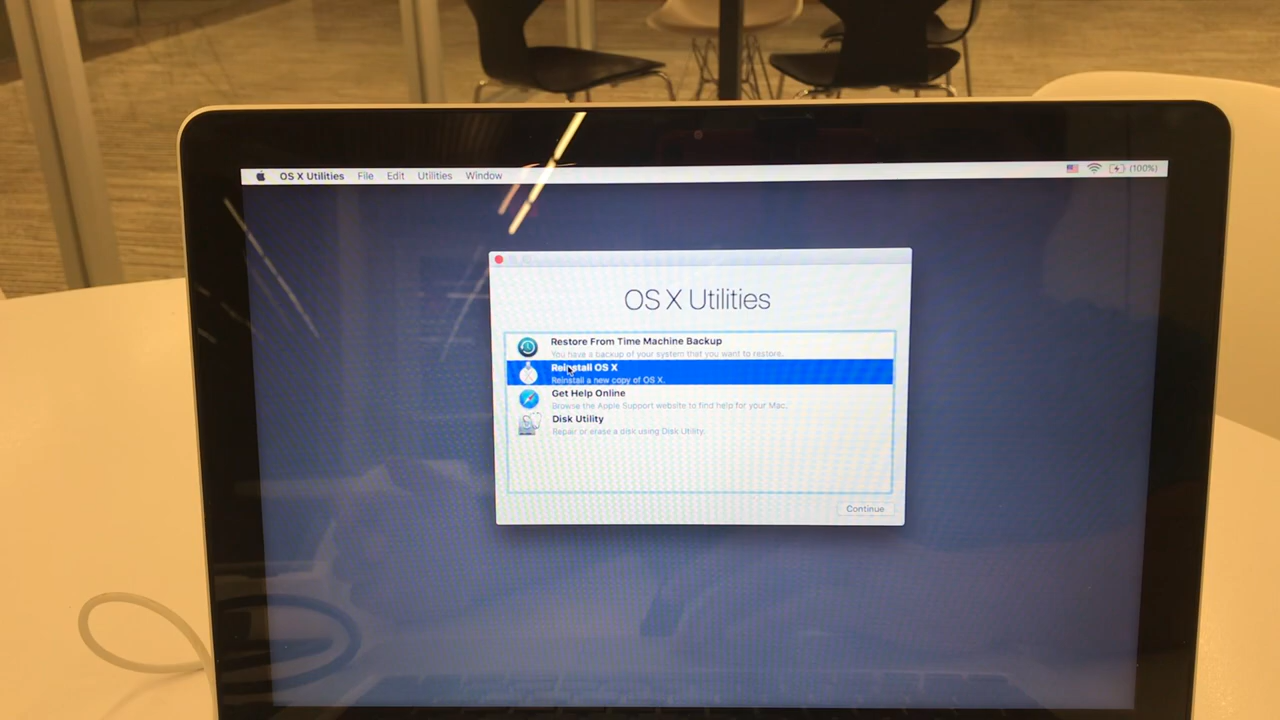 OS X Utilities File Edit Utilities Window (100%)
OS X Utilities
Restore From Time Machine Backup
You have a backup of your system that you want to restore.
Reinstall OS X
Reinstall a new copy of OS X.
Get Help Online
Browse the Apple Support website to find help for your Mac.
Disk Utility
Repair or erase a disk using Disk Utility.
Continue